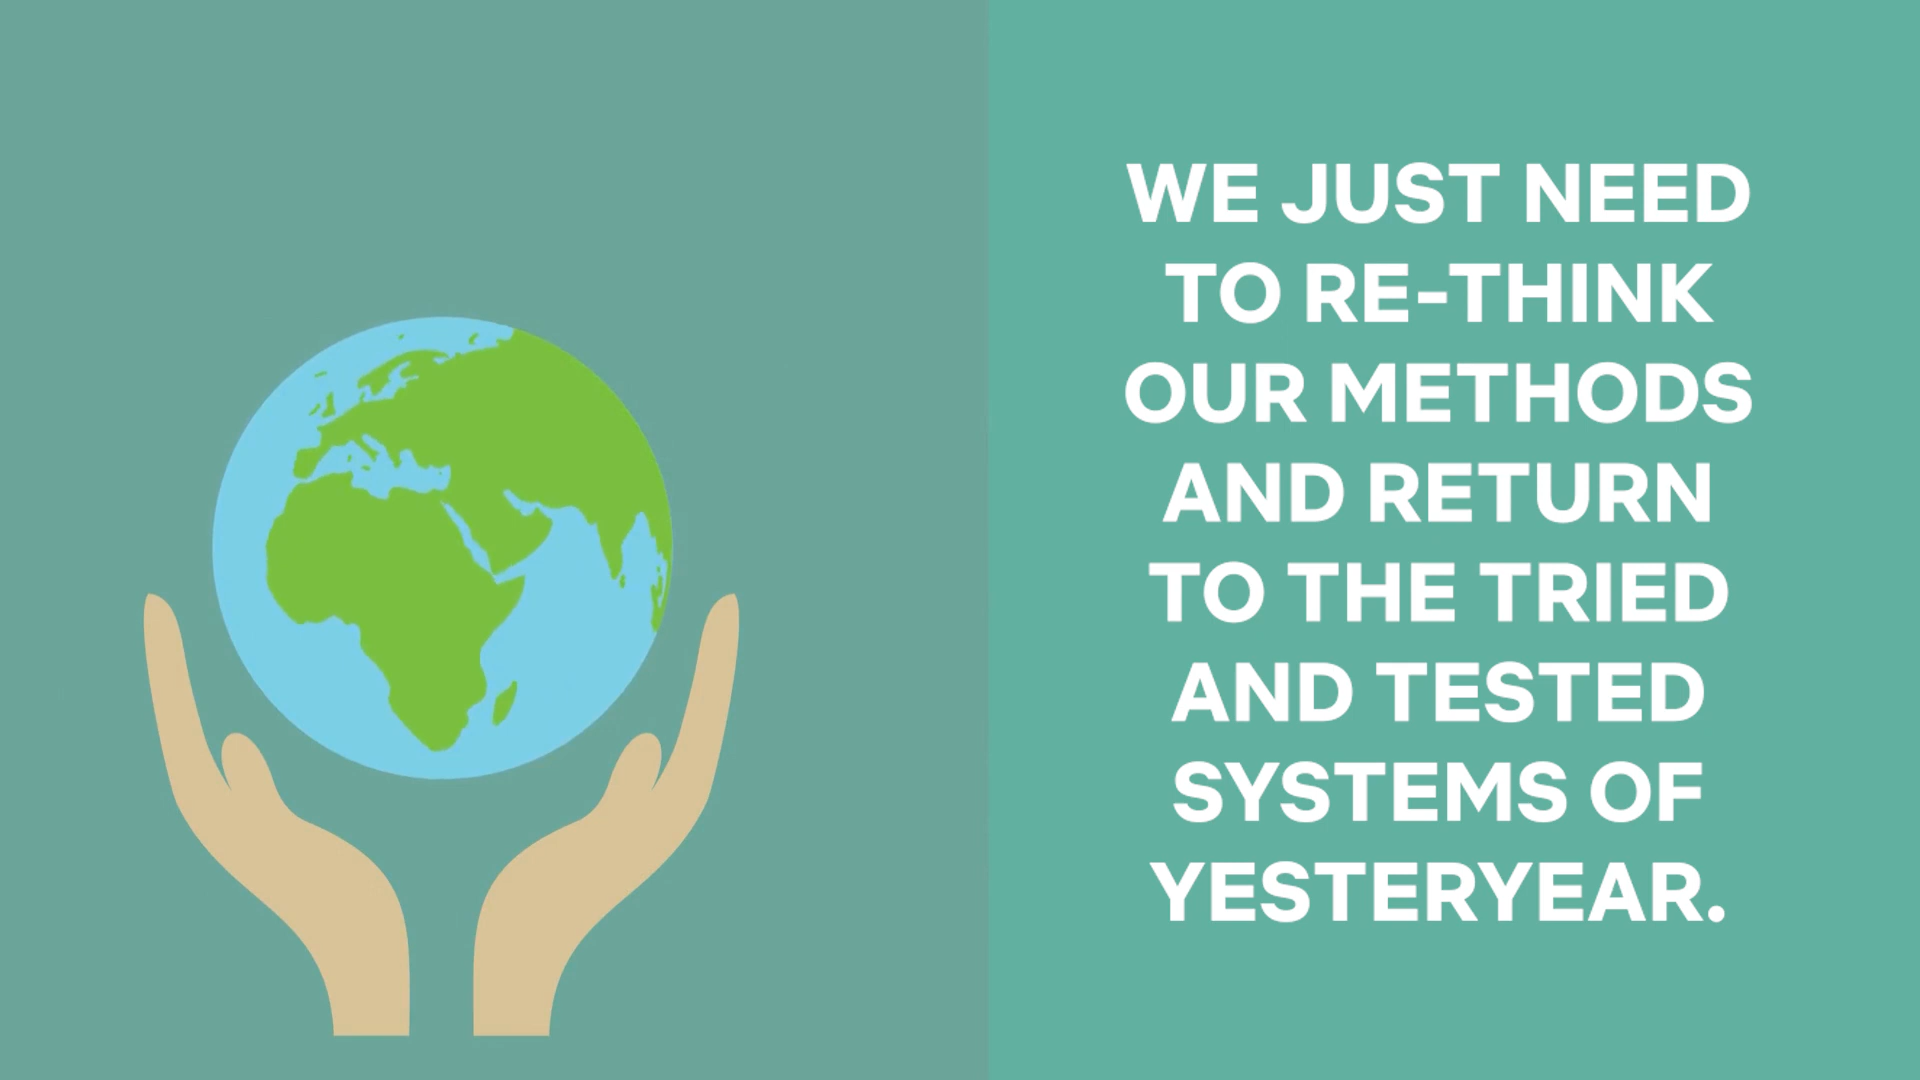 WE JUST NEED
TO RE-THINK
OUR METHODS
AND RETURN
TO THE TRIED
AND TESTED
SYSTEMS OF
YESTERYEAR.